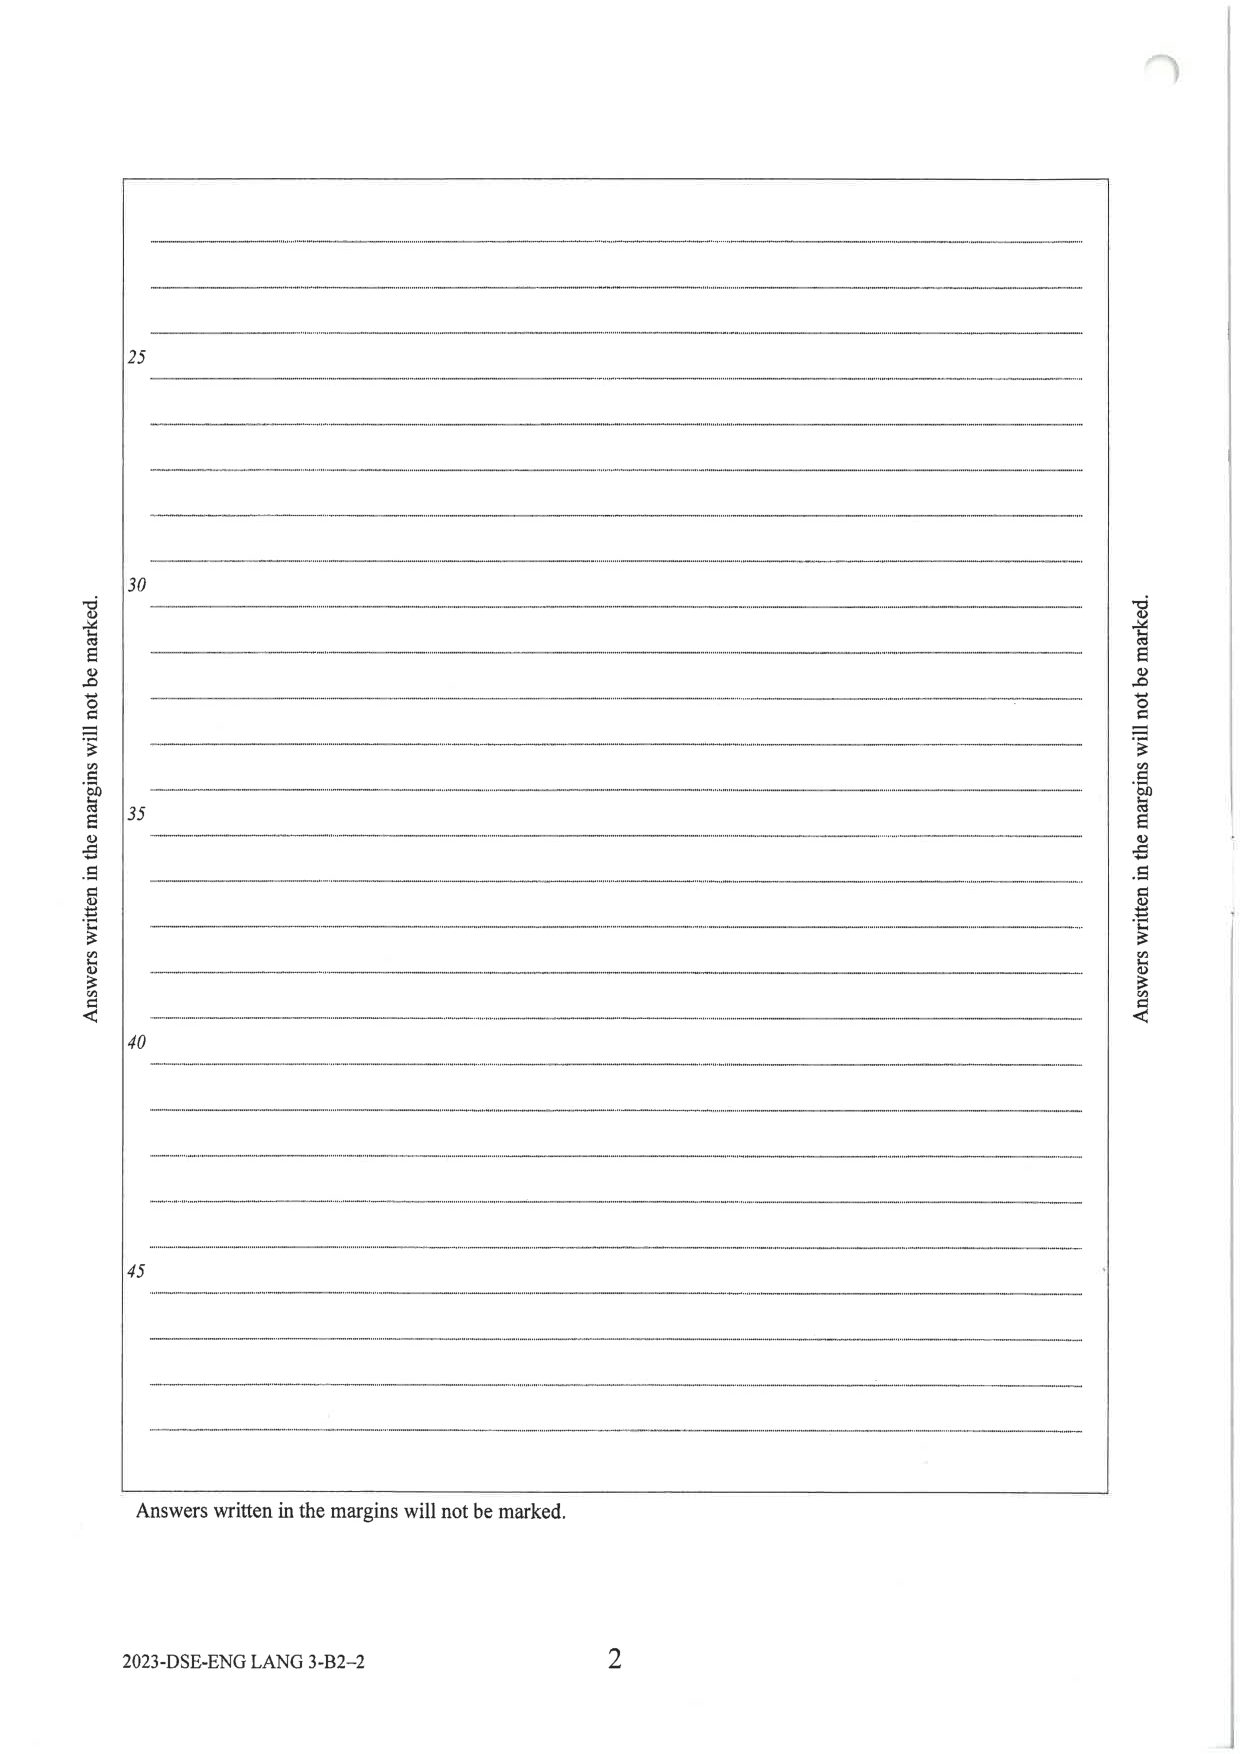 25
30
35
40
45
Answers written in the margins will not be marked.
Answers written in the margins will not be marked.
Answers written in the margins will not be marked.
2023-DSE-ENG LANG 3-B2–2
2